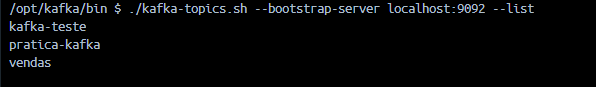 /opt/kafka/bin $ ./kafka-topics.sh --bootstrap-server localhost:9092 --list
kafka-teste
pratica-kafka
vendas